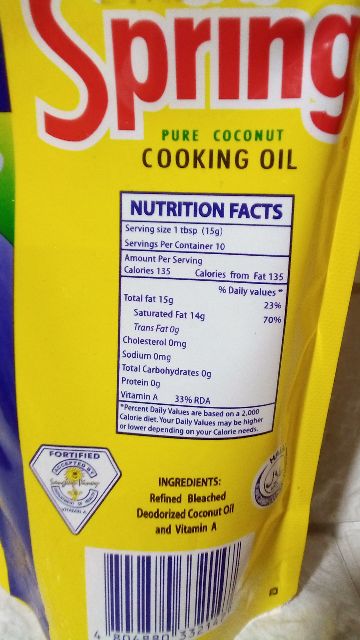 Spring
PURE COCONUT
COOKING OIL
NUTRITION FACTS
Serving size 1 tbsp (15g)
Servings Per Container 10
Amount Per Serving
Calories 135 Calories from Fat 135
% Daily values *
Total fat 15g 23%
Saturated Fat 14g 70%
Trans Fat 0g
Cholesterol 0mg
Sodium 0mg
Total Carbohydrates 0g
Protein 0g
Vitamin A 33% RDA
*Percent Daily Values are based on a 2,000
Calorie diet. Your Daily Values may be higher
or lower depending on your Calorie needs.
FORTIFIED
ACCEPTED BY
VITAMIN A
INGREDIENTS:
Refined Bleached
Deodorized Coconut Oil
and Vitamin A